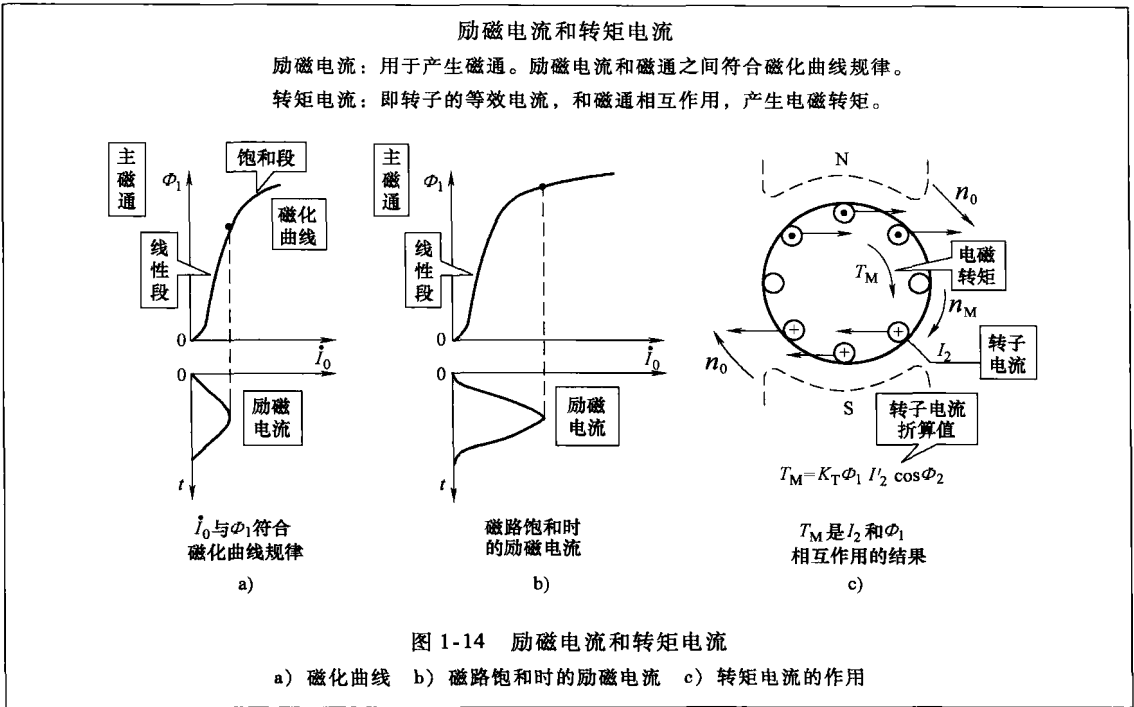 励磁电流和转矩电流
励磁电流：用于产生磁通。励磁电流和磁通之间符合磁化曲线规律。
转矩电流：即转子的等效电流，和磁通相互作用，产生电磁转矩。
主磁通
Φ₁
饱和段
磁化
曲线
线性段
0
İ₀
0
励磁
电流
t
İ₀与Φ₁符合
磁化曲线规律
a)
主磁通
Φ₁
线性段
0
İ₀
0
励磁
电流
t
磁路饱和时
的励磁电流
b)
N
n₀
T_M
电磁
转矩
n_M
I₂
转子
电流
n₀
S
转子电流
折算值
T_M=K_TΦ₁ I′₂ cosΦ₂
T_M是I₂和Φ₁
相互作用的结果
c)
图 1-14 励磁电流和转矩电流
a) 磁化曲线 b) 磁路饱和时的励磁电流 c) 转矩电流的作用